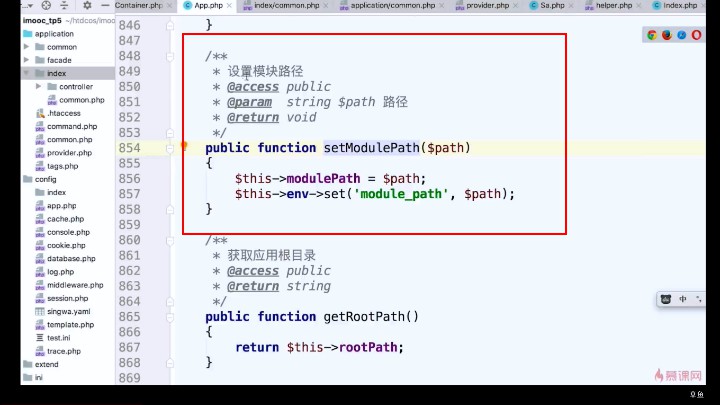 Container.php
App.php
index/common.php
application/common.php
provider.php
Sa.php
helper.php
Index.php
imooc_tp5
~/htdcos/imooc_tp5
application
common
facade
index
controller
common.php
.htaccess
command.php
common.php
provider.php
tags.php
config
index
app.php
cache.php
console.php
cookie.php
database.php
log.php
middleware.php
session.php
singwa.yaml
template.php
test.ini
trace.php
extend
ini
846 }
847
848 /**
849 * 设置模块路径
850 * @access public
851 * @param string $path 路径
852 * @return void
853 */
854 public function setModulePath($path)
855 {
856 $this->modulePath = $path;
857 $this->env->set('module_path', $path);
858 }
859
860 /**
861 * 获取应用根目录
862 * @access public
863 * @return string
864 */
865 public function getRootPath()
866 {
867 return $this->rootPath;
868 }
869
中
慕课网